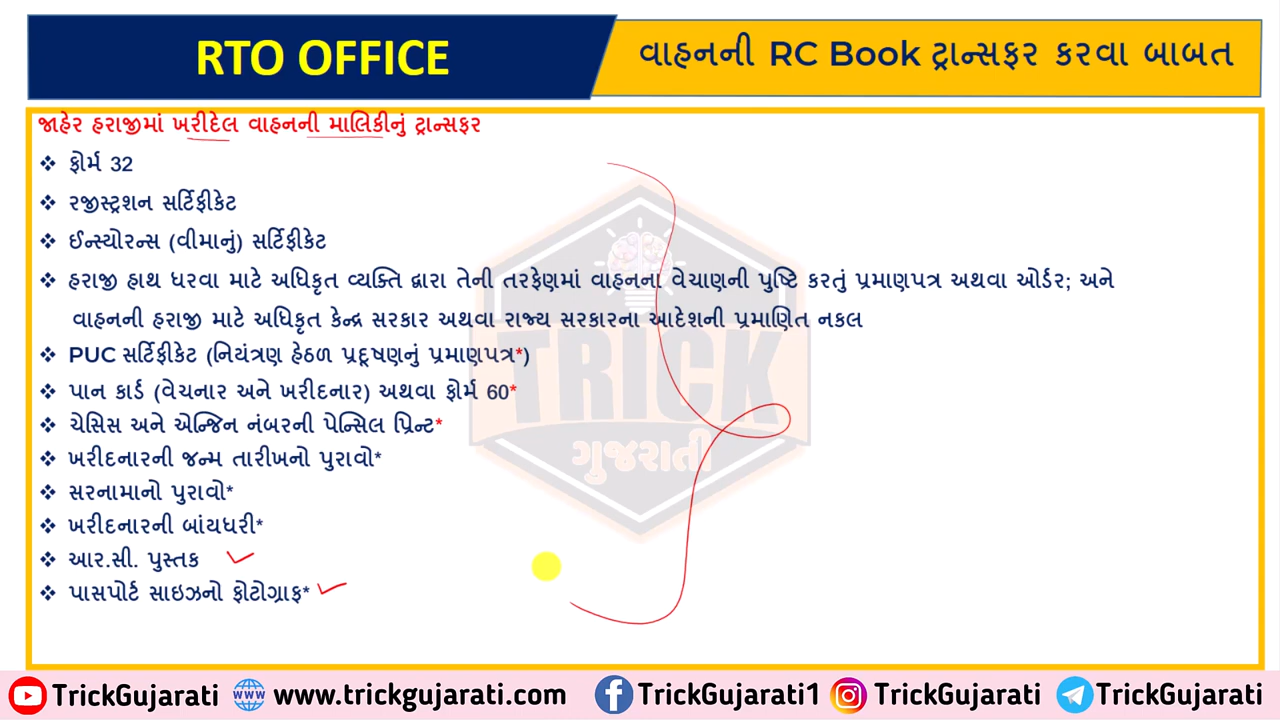 RTO OFFICE
વાહનની RC Book ટ્રાન્સફર કરવા બાબત
જાહેર હરાજીમાં ખરીદેલ વાહનની માલિકીનું ટ્રાન્સફર
❖ ફોર્મ 32
❖ રજીસ્ટ્રશન સર્ટિફીકેટ
❖ ઈન્સ્યોરન્સ (વીમાનું) સર્ટિફીકેટ
❖ હરાજી હાથ ધરવા માટે અધિકૃત વ્યક્તિ દ્વારા તેની તરફેણમાં વાહનના વેચાણની પુષ્ટિ કરતું પ્રમાણપત્ર અથવા ઓર્ડર; અને
વાહનની હરાજી માટે અધિકૃત કેન્દ્ર સરકાર અથવા રાજ્ય સરકારના આદેશની પ્રમાણિત નકલ
❖ PUC સર્ટિફીકેટ (નિયંત્રણ હેઠળ પ્રદૂષણનું પ્રમાણપત્ર*)
❖ પાન કાર્ડ (વેચનાર અને ખરીદનાર) અથવા ફોર્મ 60*
❖ ચેસિસ અને એન્જિન નંબરની પેન્સિલ પ્રિન્ટ*
❖ ખરીદનારની જન્મ તારીખનો પુરાવો*
❖ સરનામાનો પુરાવો*
❖ ખરીદનારની બાંયધરી*
❖ આર.સી. પુસ્તક
❖ પાસપોર્ટ સાઇઝનો ફોટોગ્રાફ*
TRICK
ગુજરાતી
TrickGujarati www.trickgujarati.com TrickGujarati1 TrickGujarati TrickGujarati